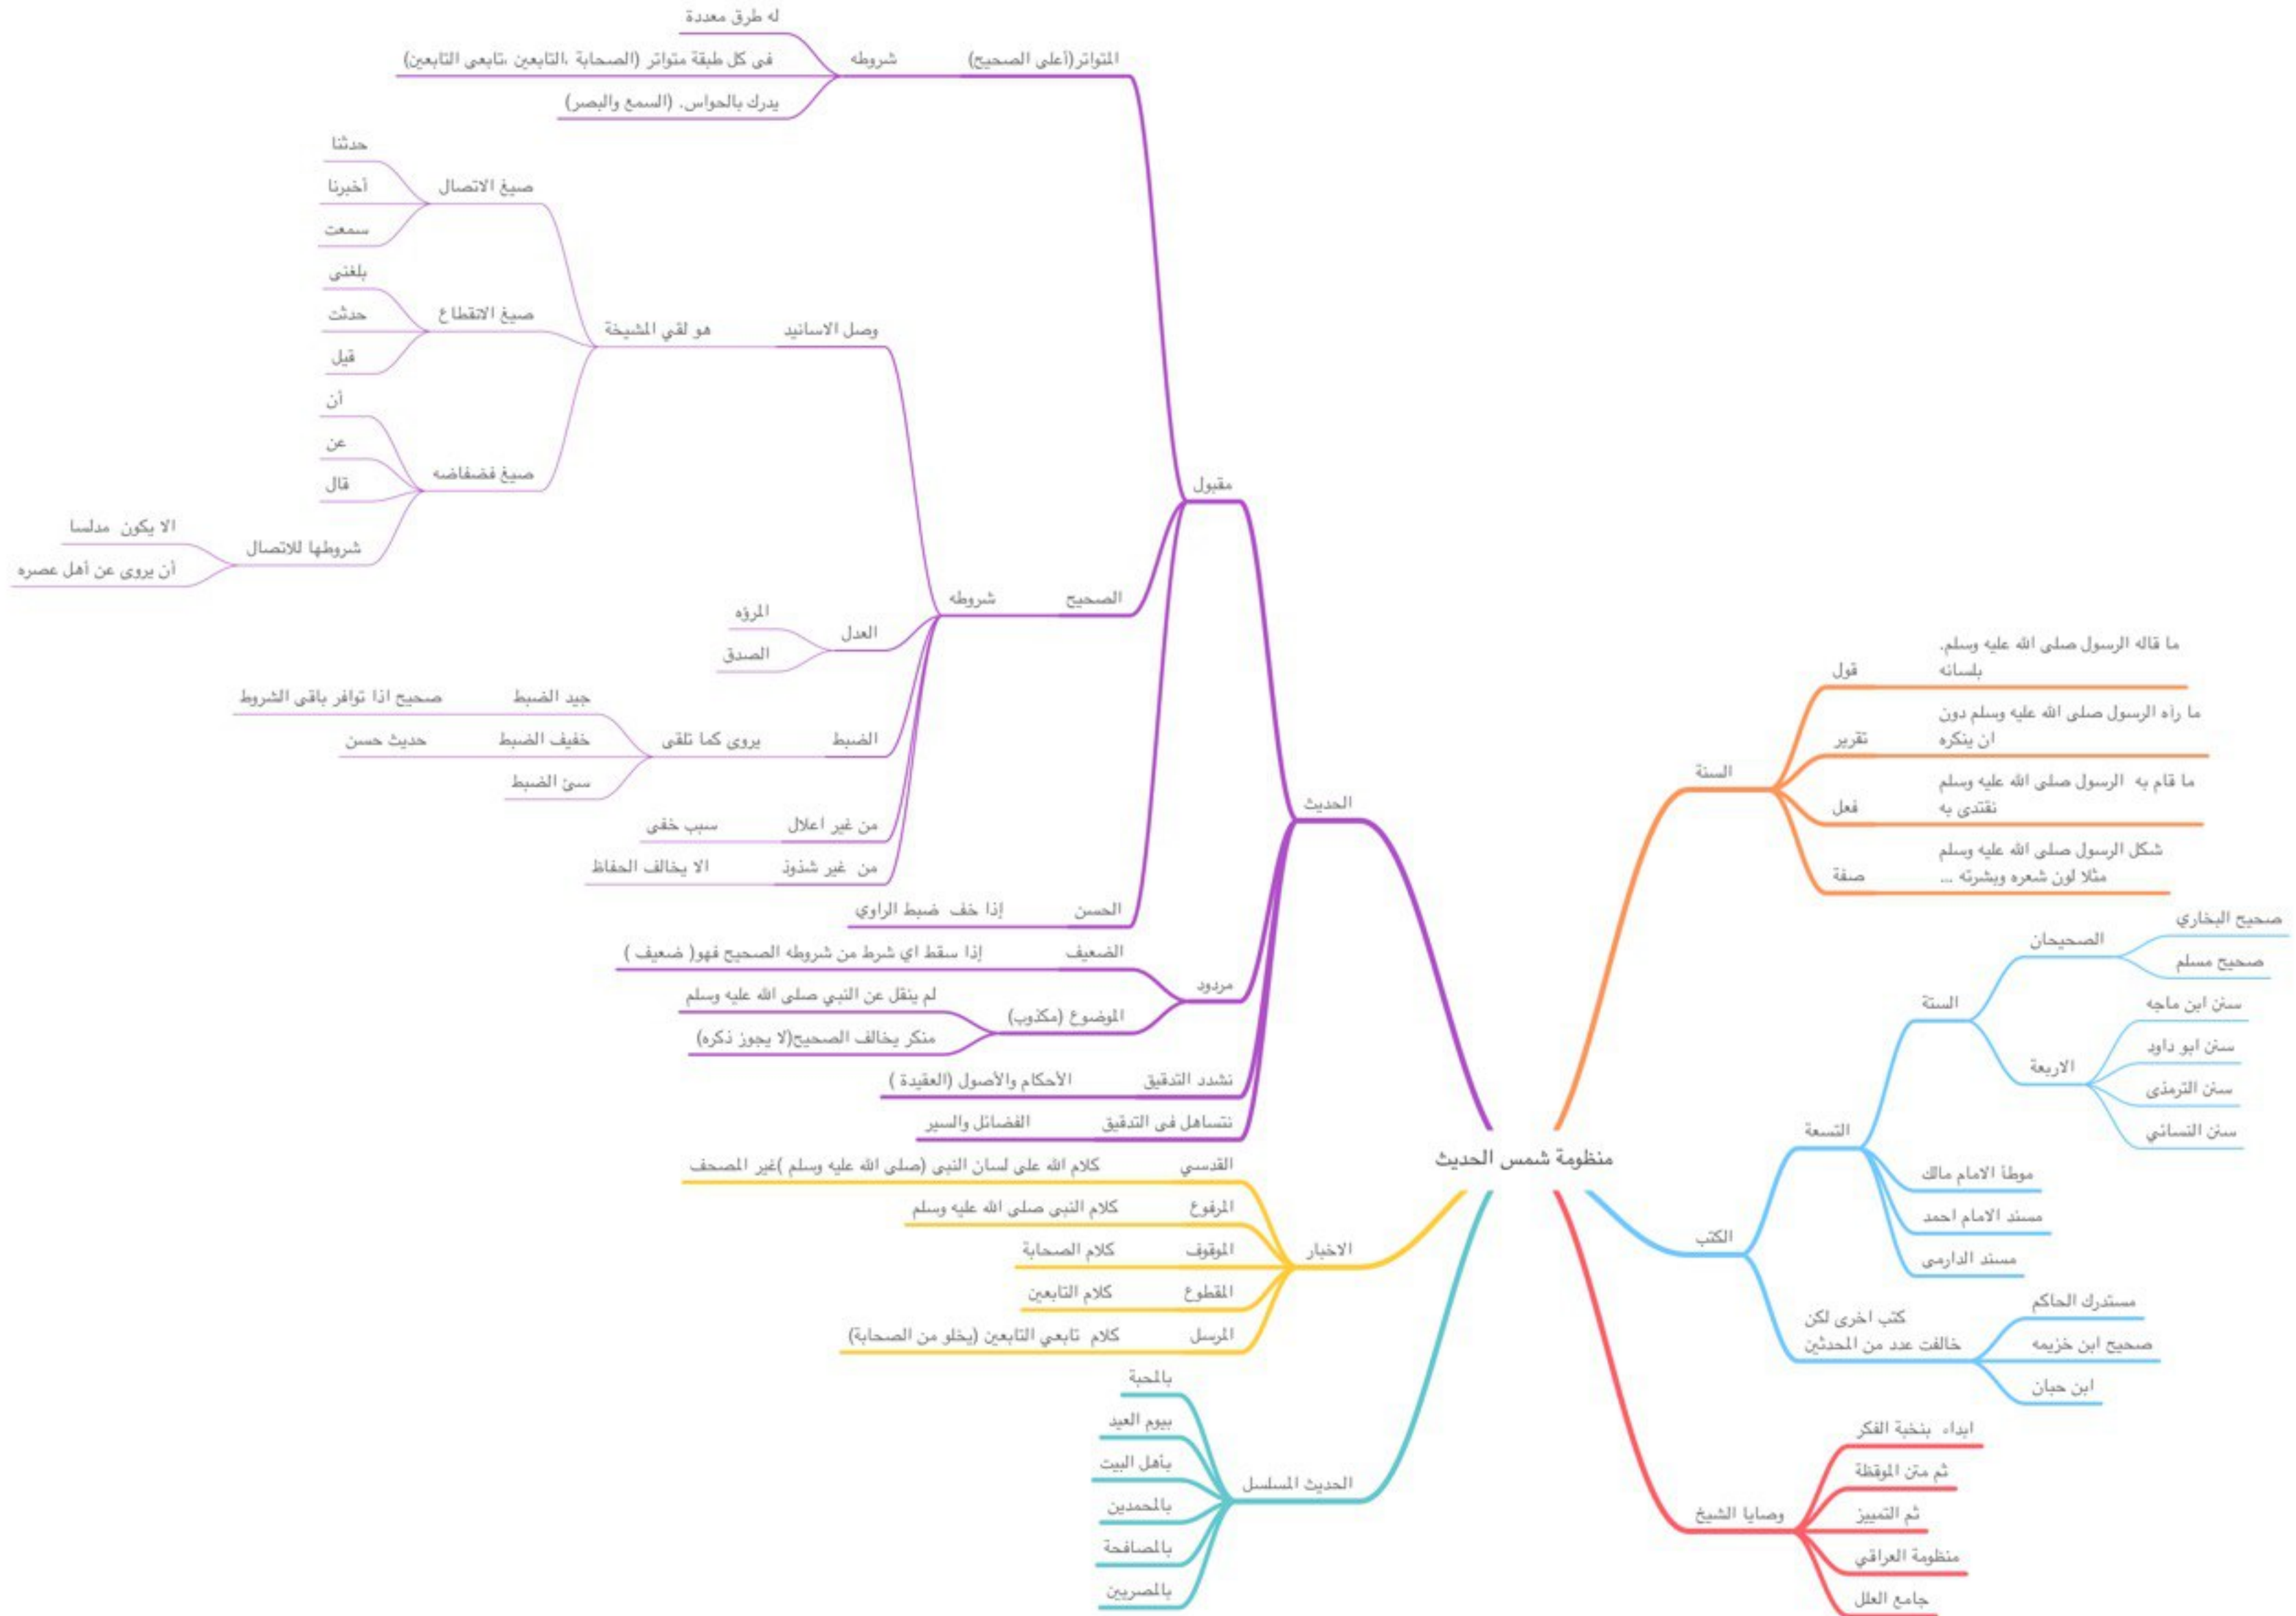 منظومة شمس الحديث
السنة
قول
ما قاله الرسول صلى الله عليه وسلم.
بلسانه
تقرير
ما رآه الرسول صلى الله عليه وسلم دون
ان ينكره
فعل
ما قام به الرسول صلى الله عليه وسلم
نقتدى به
صفة
شكل الرسول صلى الله عليه وسلم
مثلا لون شعره وبشرته ...
الكتب
التسعة
الستة
الصحيحان
صحيح البخاري
صحيح مسلم
الاربعة
سنن ابن ماجه
سنن ابو داود
سنن الترمذى
سنن النسائي
موطأ الامام مالك
مسند الامام احمد
مسند الدارمى
كتب اخرى لكن
خالفت عدد من المحدثين
مستدرك الحاكم
صحيح ابن خزيمه
ابن حبان
وصايا الشيخ
ابداء بنخبة الفكر
ثم متن الموقظة
ثم التمييز
منظومة العراقي
جامع العلل
الحديث
مقبول
المتواتر(أعلى الصحيح)
شروطه
له طرق معددة
فى كل طبقة متواتر (الصحابة ،التابعين ،تابعى التابعين)
يدرك بالحواس. (السمع والبصر)
الصحيح
شروطه
وصل الاسانيد
هو لقي المشيخة
صيغ الاتصال
حدثنا
أخبرنا
سمعت
صيغ الانقطاع
بلغنى
حدثت
قيل
صيغ فضفاضه
أن
عن
قال
شروطها للاتصال
الا يكون مدلسا
أن يروى عن أهل عصره
العدل
المرؤه
الصدق
الضبط
يروى كما تلقى
جيد الضبط
صحيح اذا توافر باقى الشروط
خفيف الضبط
حديث حسن
سئ الضبط
من غير اعلال
سبب خفى
من غير شذوذ
الا يخالف الحفاظ
الحسن
إذا خف ضبط الراوي
مردود
الضعيف
إذا سقط اي شرط من شروطه الصحيح فهو( ضعيف )
الموضوع (مكذوب)
لم ينقل عن النبي صلى الله عليه وسلم
منكر يخالف الصحيح(لا يجوز ذكره)
نشدد التدقيق
الأحكام والأصول (العقيدة )
نتساهل فى التدقيق
الفضائل والسير
الاخبار
القدسي
كلام الله على لسان النبى (صلى الله عليه وسلم )غير المصحف
المرفوع
كلام النبى صلى الله عليه وسلم
الموقوف
كلام الصحابة
المقطوع
كلام التابعين
المرسل
كلام تابعي التابعين (يخلو من الصحابة)
الحديث المسلسل
بالمحبة
بيوم العيد
بأهل البيت
بالمحمدين
بالمصافحة
بالمصريين